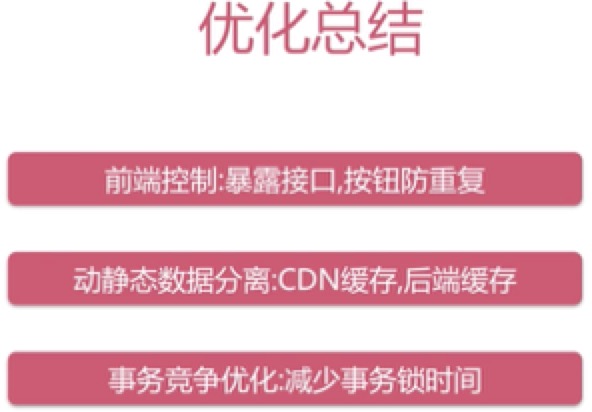 优化总结
前端控制:暴露接口,按钮防重复
动静态数据分离:CDN缓存,后端缓存
事务竞争优化:减少事务锁时间